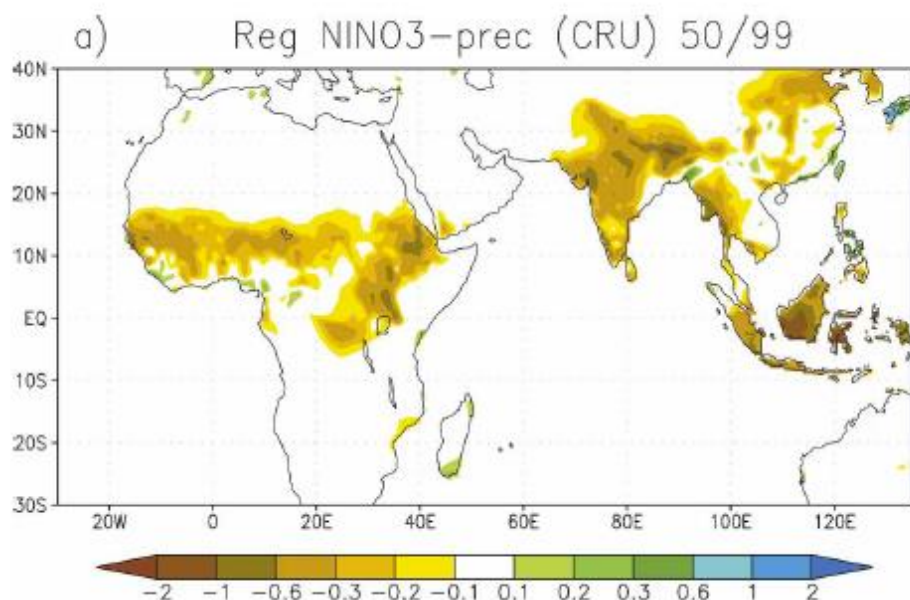 a) Reg NINO3-prec (CRU) 50/99
40N
30N
20N
10N
EQ
10S
20S
30S
20W 0 20E 40E 60E 80E 100E 120E
-2 -1 -0.6 -0.3 -0.2 -0.1 0.1 0.2 0.3 0.6 1 2